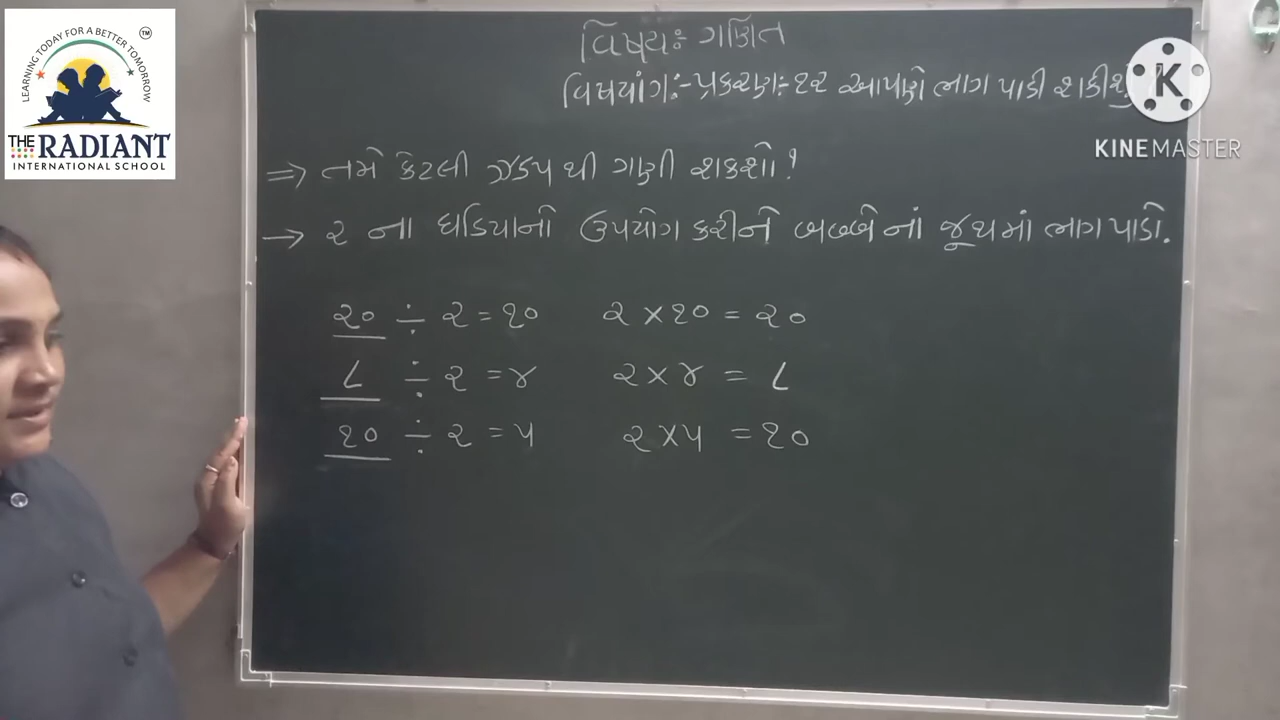 LEARNING TODAY FOR A BETTER TOMORROW
TM
THE RADIANT
INTERNATIONAL SCHOOL
વિષયઃ ગણિત
વિષયાંગઃ- પ્રકરણઃ- ૧૨ આપણે ભાગ પાડી શકીશું ?
K
KINEMASTER
⇒ તમે કેટલી ઝડપથી ગણી શકશો!
→ ૨ ના ઘડિયાનો ઉપયોગ કરીને બબ્બેનાં જૂથમાં ભાગ પાડો.
૨૦ ÷ ૨ = ૧૦ ૨ × ૧૦ = ૨૦
૮ ÷ ૨ = ૪ ૨ × ૪ = ૮
૧૦ ÷ ૨ = ૫ ૨ × ૫ = ૧૦